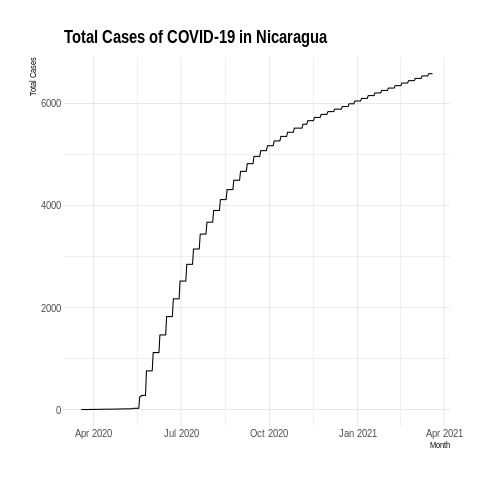 Total Cases of COVID-19 in Nicaragua
Total Cases
6000
4000
2000
0
Apr 2020
Jul 2020
Oct 2020
Jan 2021
Apr 2021
Month